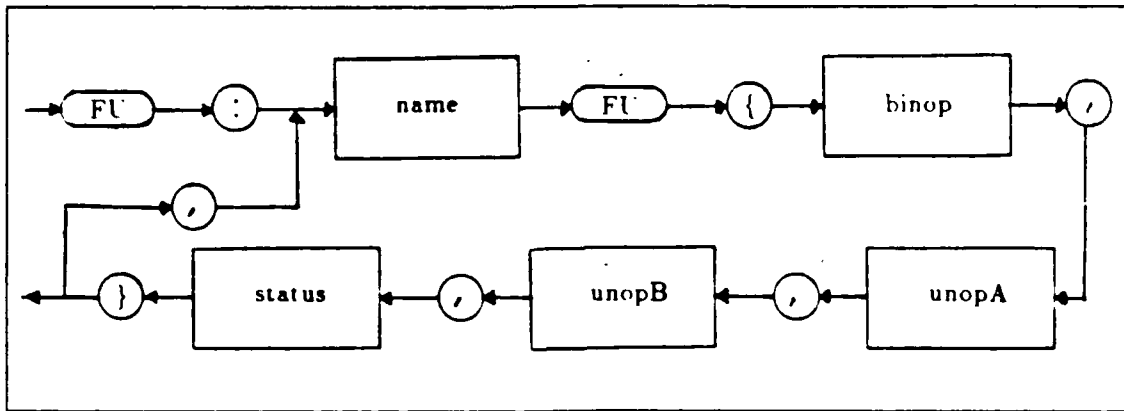 FU : name FU { binop ,
,
} status , unopB , unopA